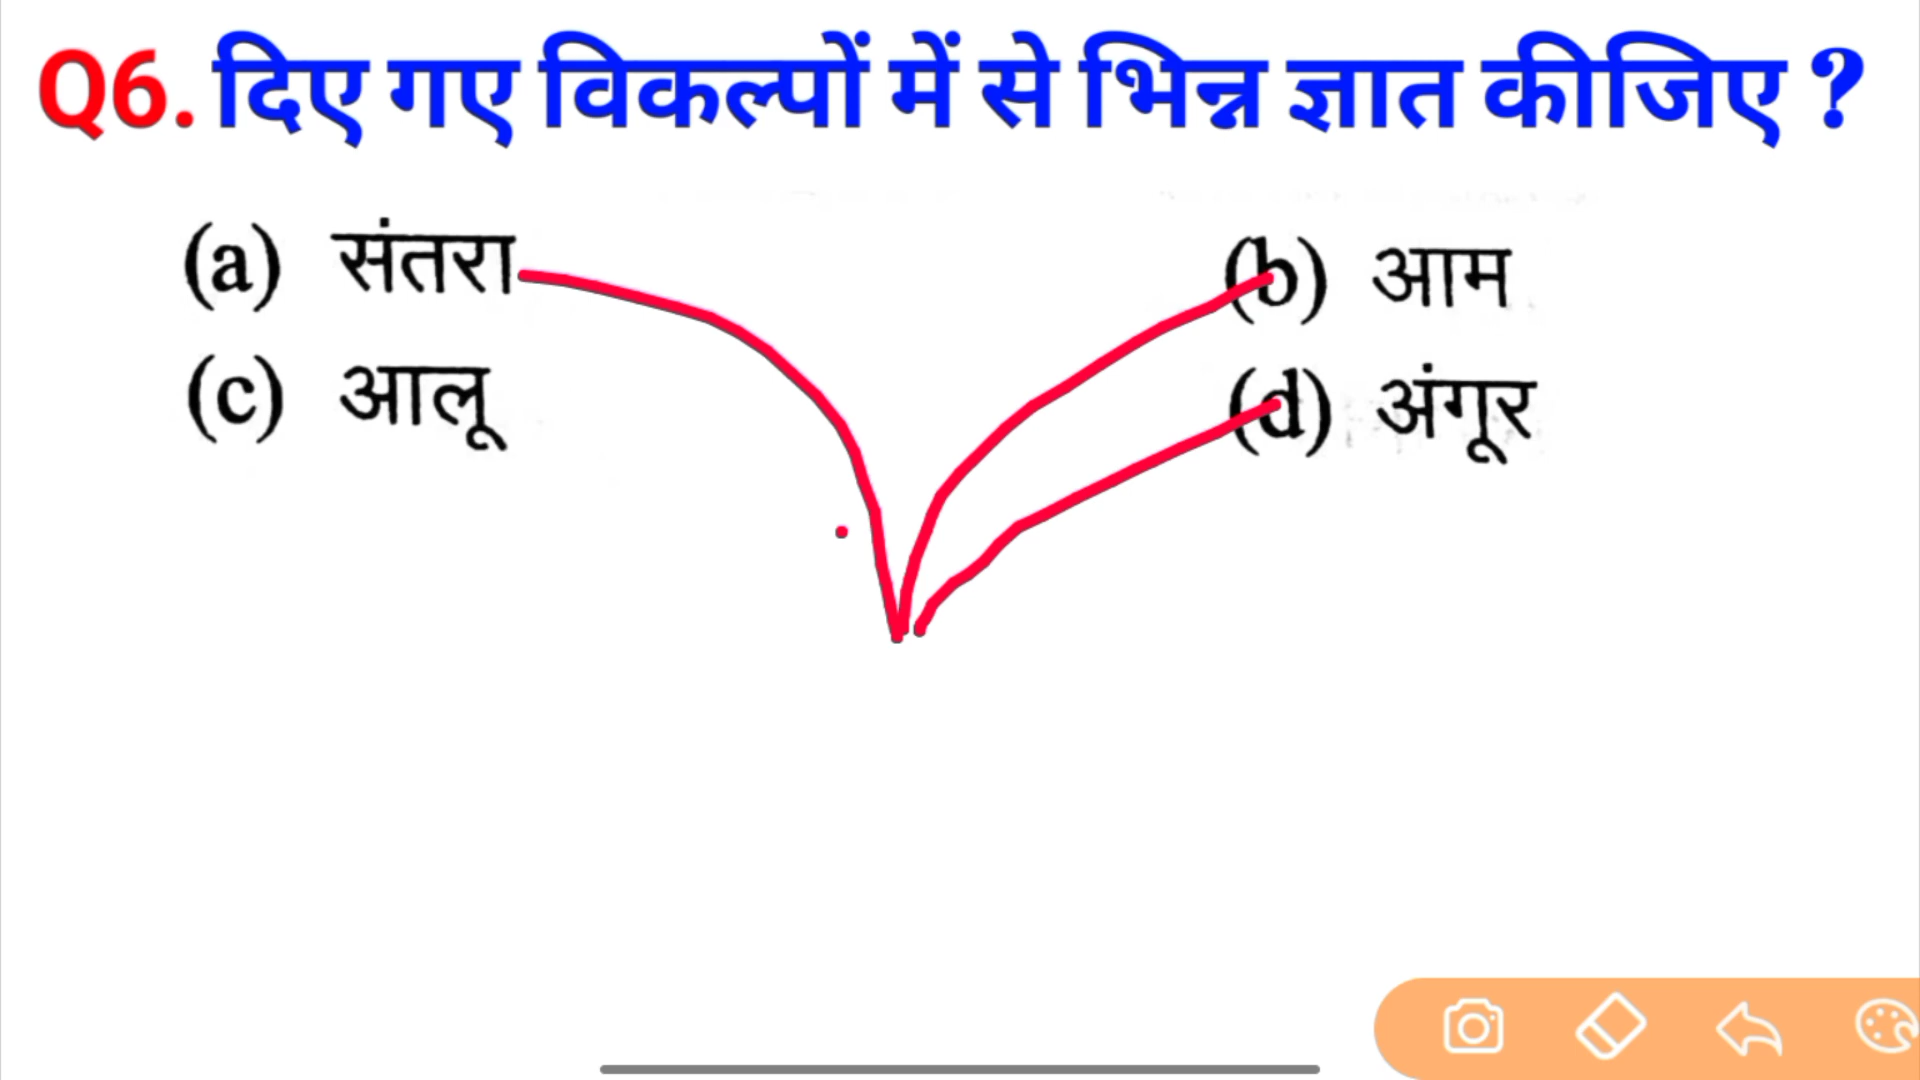 Q6. दिए गए विकल्पों में से भिन्न ज्ञात कीजिए ?
(a) संतरा (b) आम
(c) आलू (d) अंगूर